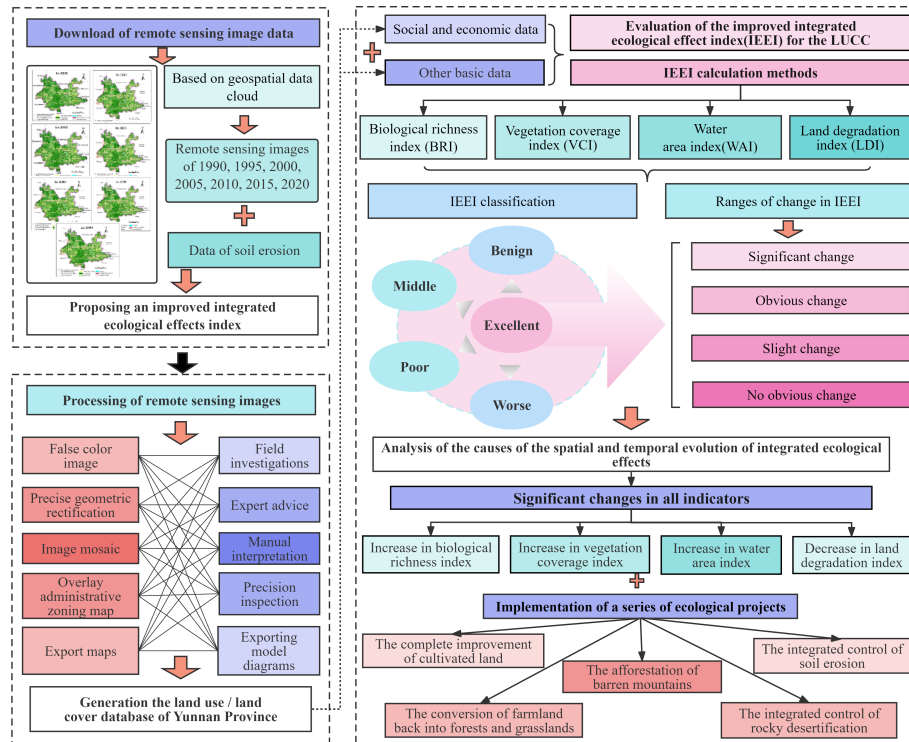 Download of remote sensing image data
Based on geospatial data
cloud
Remote sensing images
of 1990, 1995, 2000,
2005, 2010, 2015, 2020
Data of soil erosion
Proposing an improved integrated
ecological effects index
Processing of remote sensing images
False color
image
Precise geometric
rectification
Image mosaic
Overlay
administrative
zoning map
Export maps
Field
investigations
Expert advice
Manual
interpretation
Precision
inspection
Exporting
model
diagrams
Generation the land use / land
cover database of Yunnan Province
Social and economic data
Other basic data
Evaluation of the improved integrated
ecological effect index(IEEI) for the LUCC
IEEI calculation methods
Biological richness
index (BRI)
Vegetation coverage
index (VCI)
Water
area index(WAI)
Land degradation
index (LDI)
IEEI classification
Ranges of change in IEEI
Benign
Middle
Excellent
Poor
Worse
Significant change
Obvious change
Slight change
No obvious change
Analysis of the causes of the spatial and temporal evolution of integrated ecological
effects
Significant changes in all indicators
Increase in biological
richness index
Increase in vegetation
coverage index
Increase in water
area index
Decrease in land
degradation index
Implementation of a series of ecological projects
The complete improvement
of cultivated land
The afforestation of
barren mountains
The integrated control of
soil erosion
The conversion of farmland
back into forests and grasslands
The integrated control of
rocky desertification